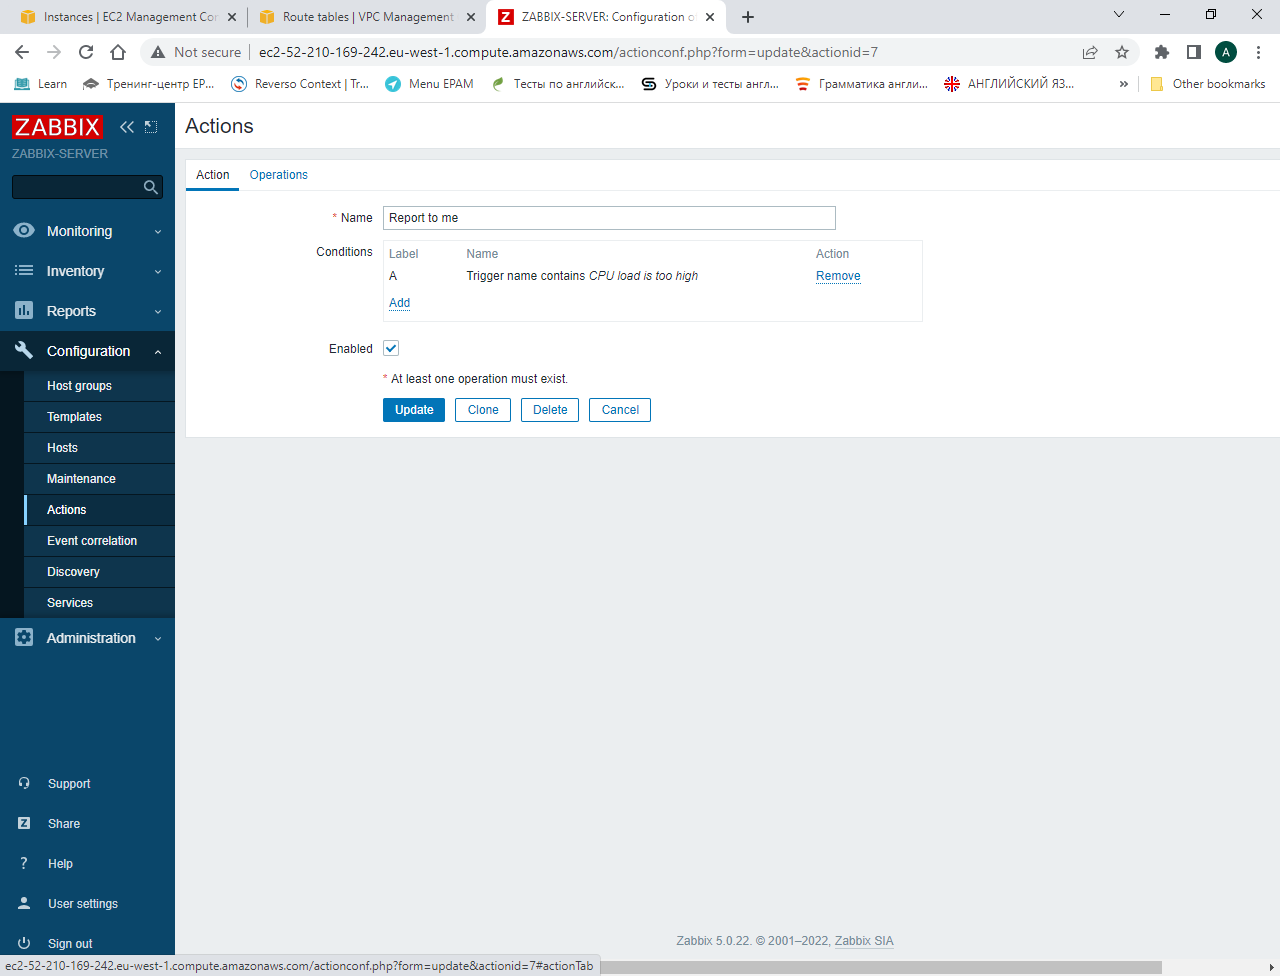 Instances | EC2 Management Con
Route tables | VPC Management
Z ZABBIX-SERVER: Configuration o
Not secure
ec2-52-210-169-242.eu-west-1.compute.amazonaws.com/actionconf.php?form=update&actionid=7
A
Learn
Тренинг-центр EP...
Reverso Context | Tr...
Menu EPAM
Тесты по английск...
Уроки и тесты англ...
Грамматика англи...
АНГЛИЙСКИЙ ЯЗ...
»
Other bookmarks
ZABBIX
ZABBIX-SERVER
Monitoring
Inventory
Reports
Configuration
Host groups
Templates
Hosts
Maintenance
Actions
Event correlation
Discovery
Services
Administration
Support
Z Share
? Help
User settings
Sign out
Actions
Action Operations
* Name Report to me
Conditions Label Name Action
A Trigger name contains CPU load is too high Remove
Add
Enabled
* At least one operation must exist.
Update Clone Delete Cancel
Zabbix 5.0.22. © 2001–2022, Zabbix SIA
ec2-52-210-169-242.eu-west-1.compute.amazonaws.com/actionconf.php?form=update&actionid=7#actionTab